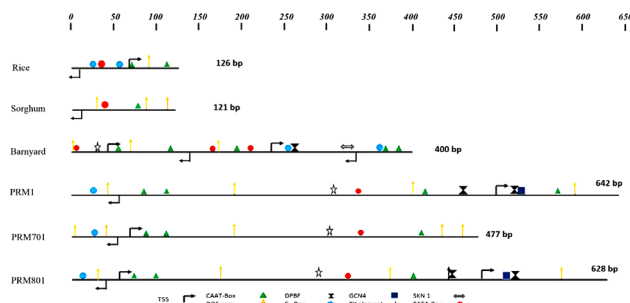 0 50 100 150 200 250 300 350 400 450 500 550 600 650
Rice 126 bp
Sorghum 121 bp
Barnyard 400 bp
PRM1 642 bp
PRM701 477 bp
PRM801 628 bp
TSS CAAT-Box DPBF GCN4 SKN 1